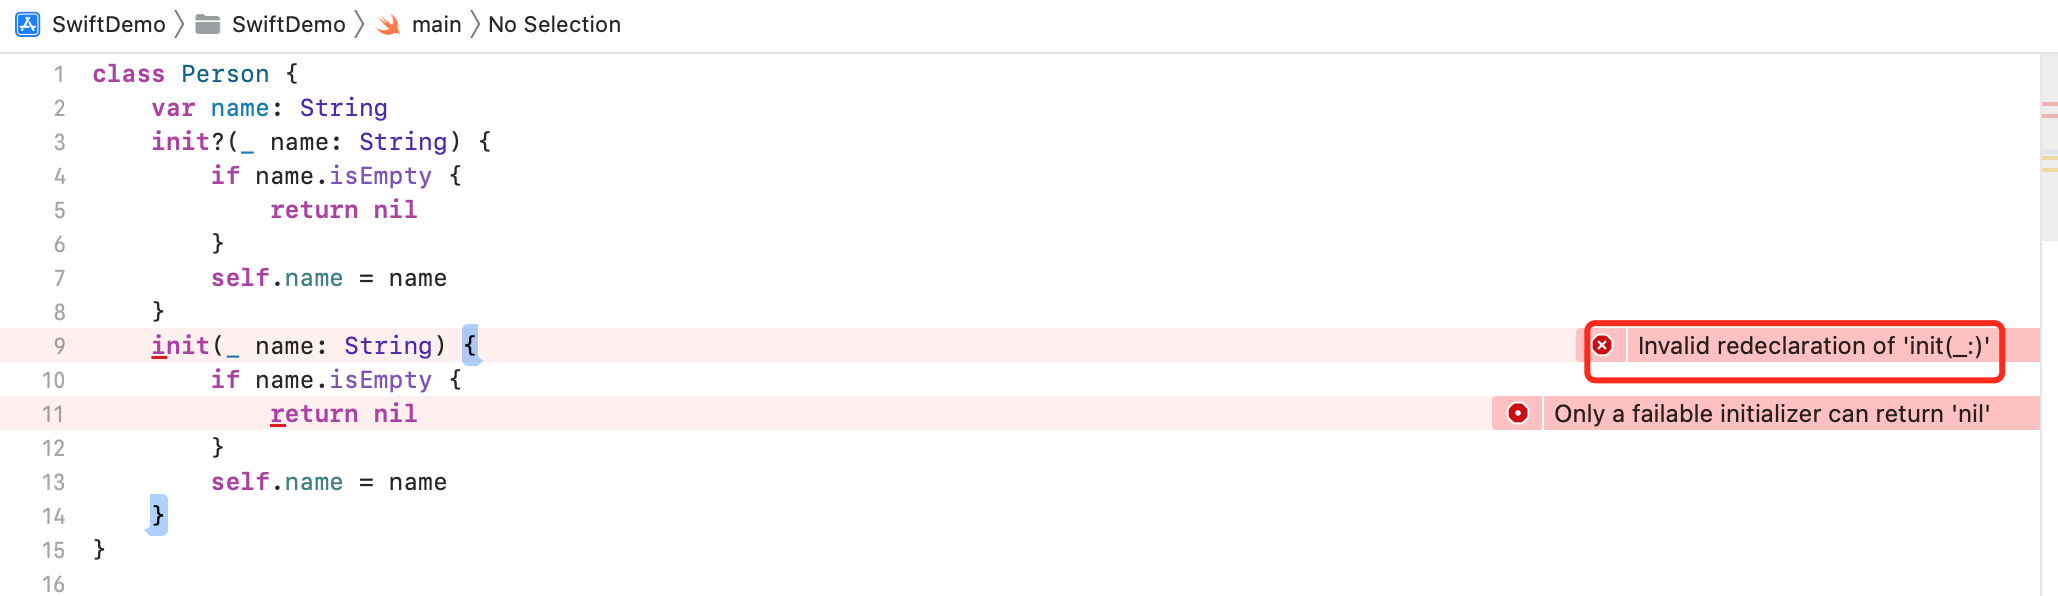 SwiftDemo SwiftDemo main No Selection
1 class Person {
2 var name: String
3 init?(_ name: String) {
4 if name.isEmpty {
5 return nil
6 }
7 self.name = name
8 }
9 init(_ name: String) { Invalid redeclaration of 'init(_:)'
10 if name.isEmpty {
11 return nil Only a failable initializer can return 'nil'
12 }
13 self.name = name
14 }
15 }
16